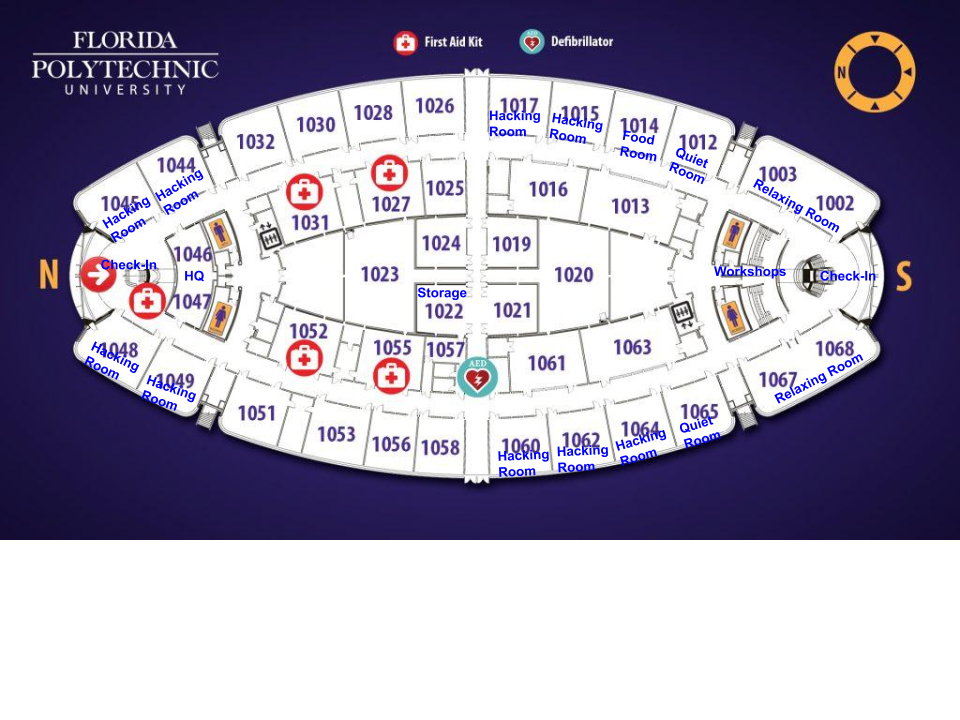 FLORIDA
POLYTECHNIC
UNIVERSITY
First Aid Kit
AED
Defibrillator
N
1026
1028
1030
1032
1017
Hacking
Room
1015
Hacking
Room
1014
Food
Room
1012
Quiet
Room
1044
Hacking
Room
1045
Hacking
Room
1003
1002
Relaxing Room
1031
1027
1025
1016
1013
1046
1024
1019
N
Check-In
HQ
1023
1020
Workshops
Check-In
S
1047
Storage
1022
1021
1052
1055
1057
AED
1061
1063
1048
Hacking
Room
1049
Hacking
Room
1068
1067
Relaxing Room
1051
1053
1056
1058
1060
Hacking
Room
1062
Hacking
Room
1064
Hacking
Room
1065
Quiet
Room